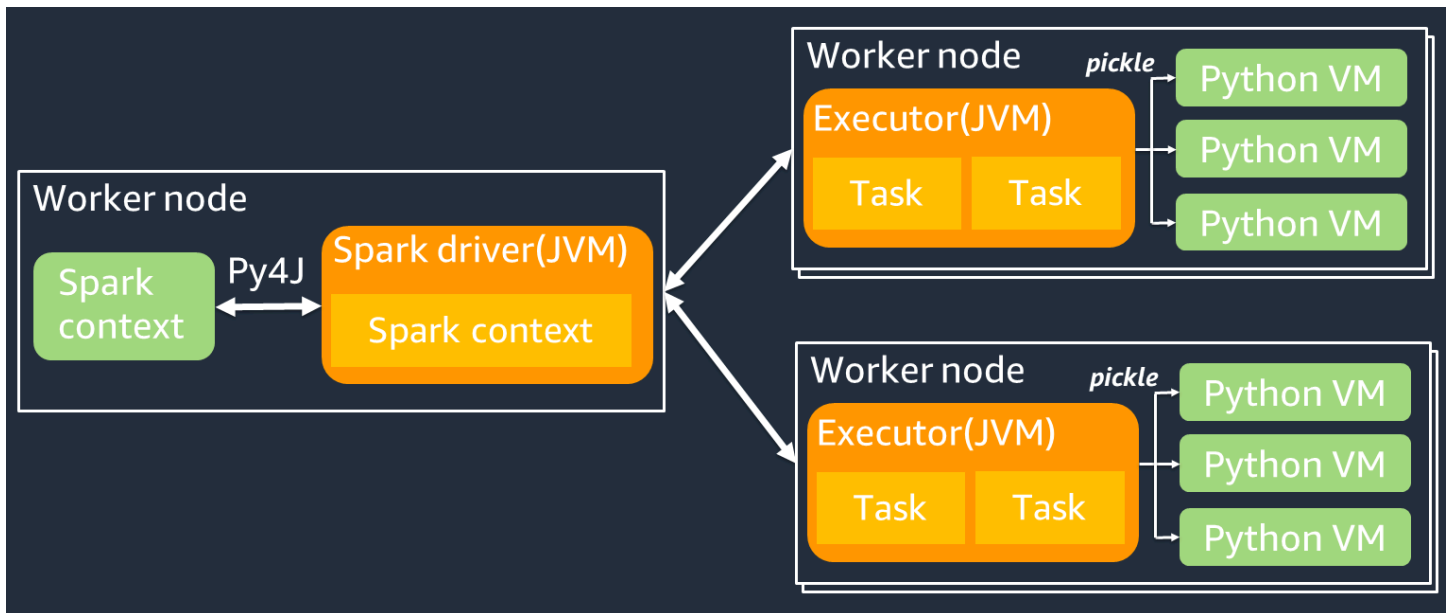 Worker node
Spark
context
Py4J
Spark driver(JVM)
Spark context
Worker node
pickle
Executor(JVM)
Task
Task
Python VM
Python VM
Python VM
Worker node
pickle
Executor(JVM)
Task
Task
Python VM
Python VM
Python VM